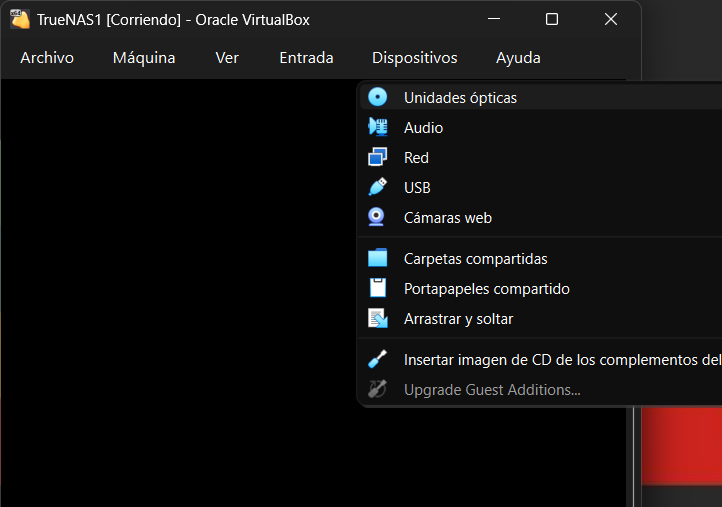 TrueNAS1 [Corriendo] - Oracle VirtualBox
Archivo Máquina Ver Entrada Dispositivos Ayuda
Unidades ópticas
Audio
Red
USB
Cámaras web
Carpetas compartidas
Portapapeles compartido
Arrastrar y soltar
Insertar imagen de CD de los complementos del
Upgrade Guest Additions...